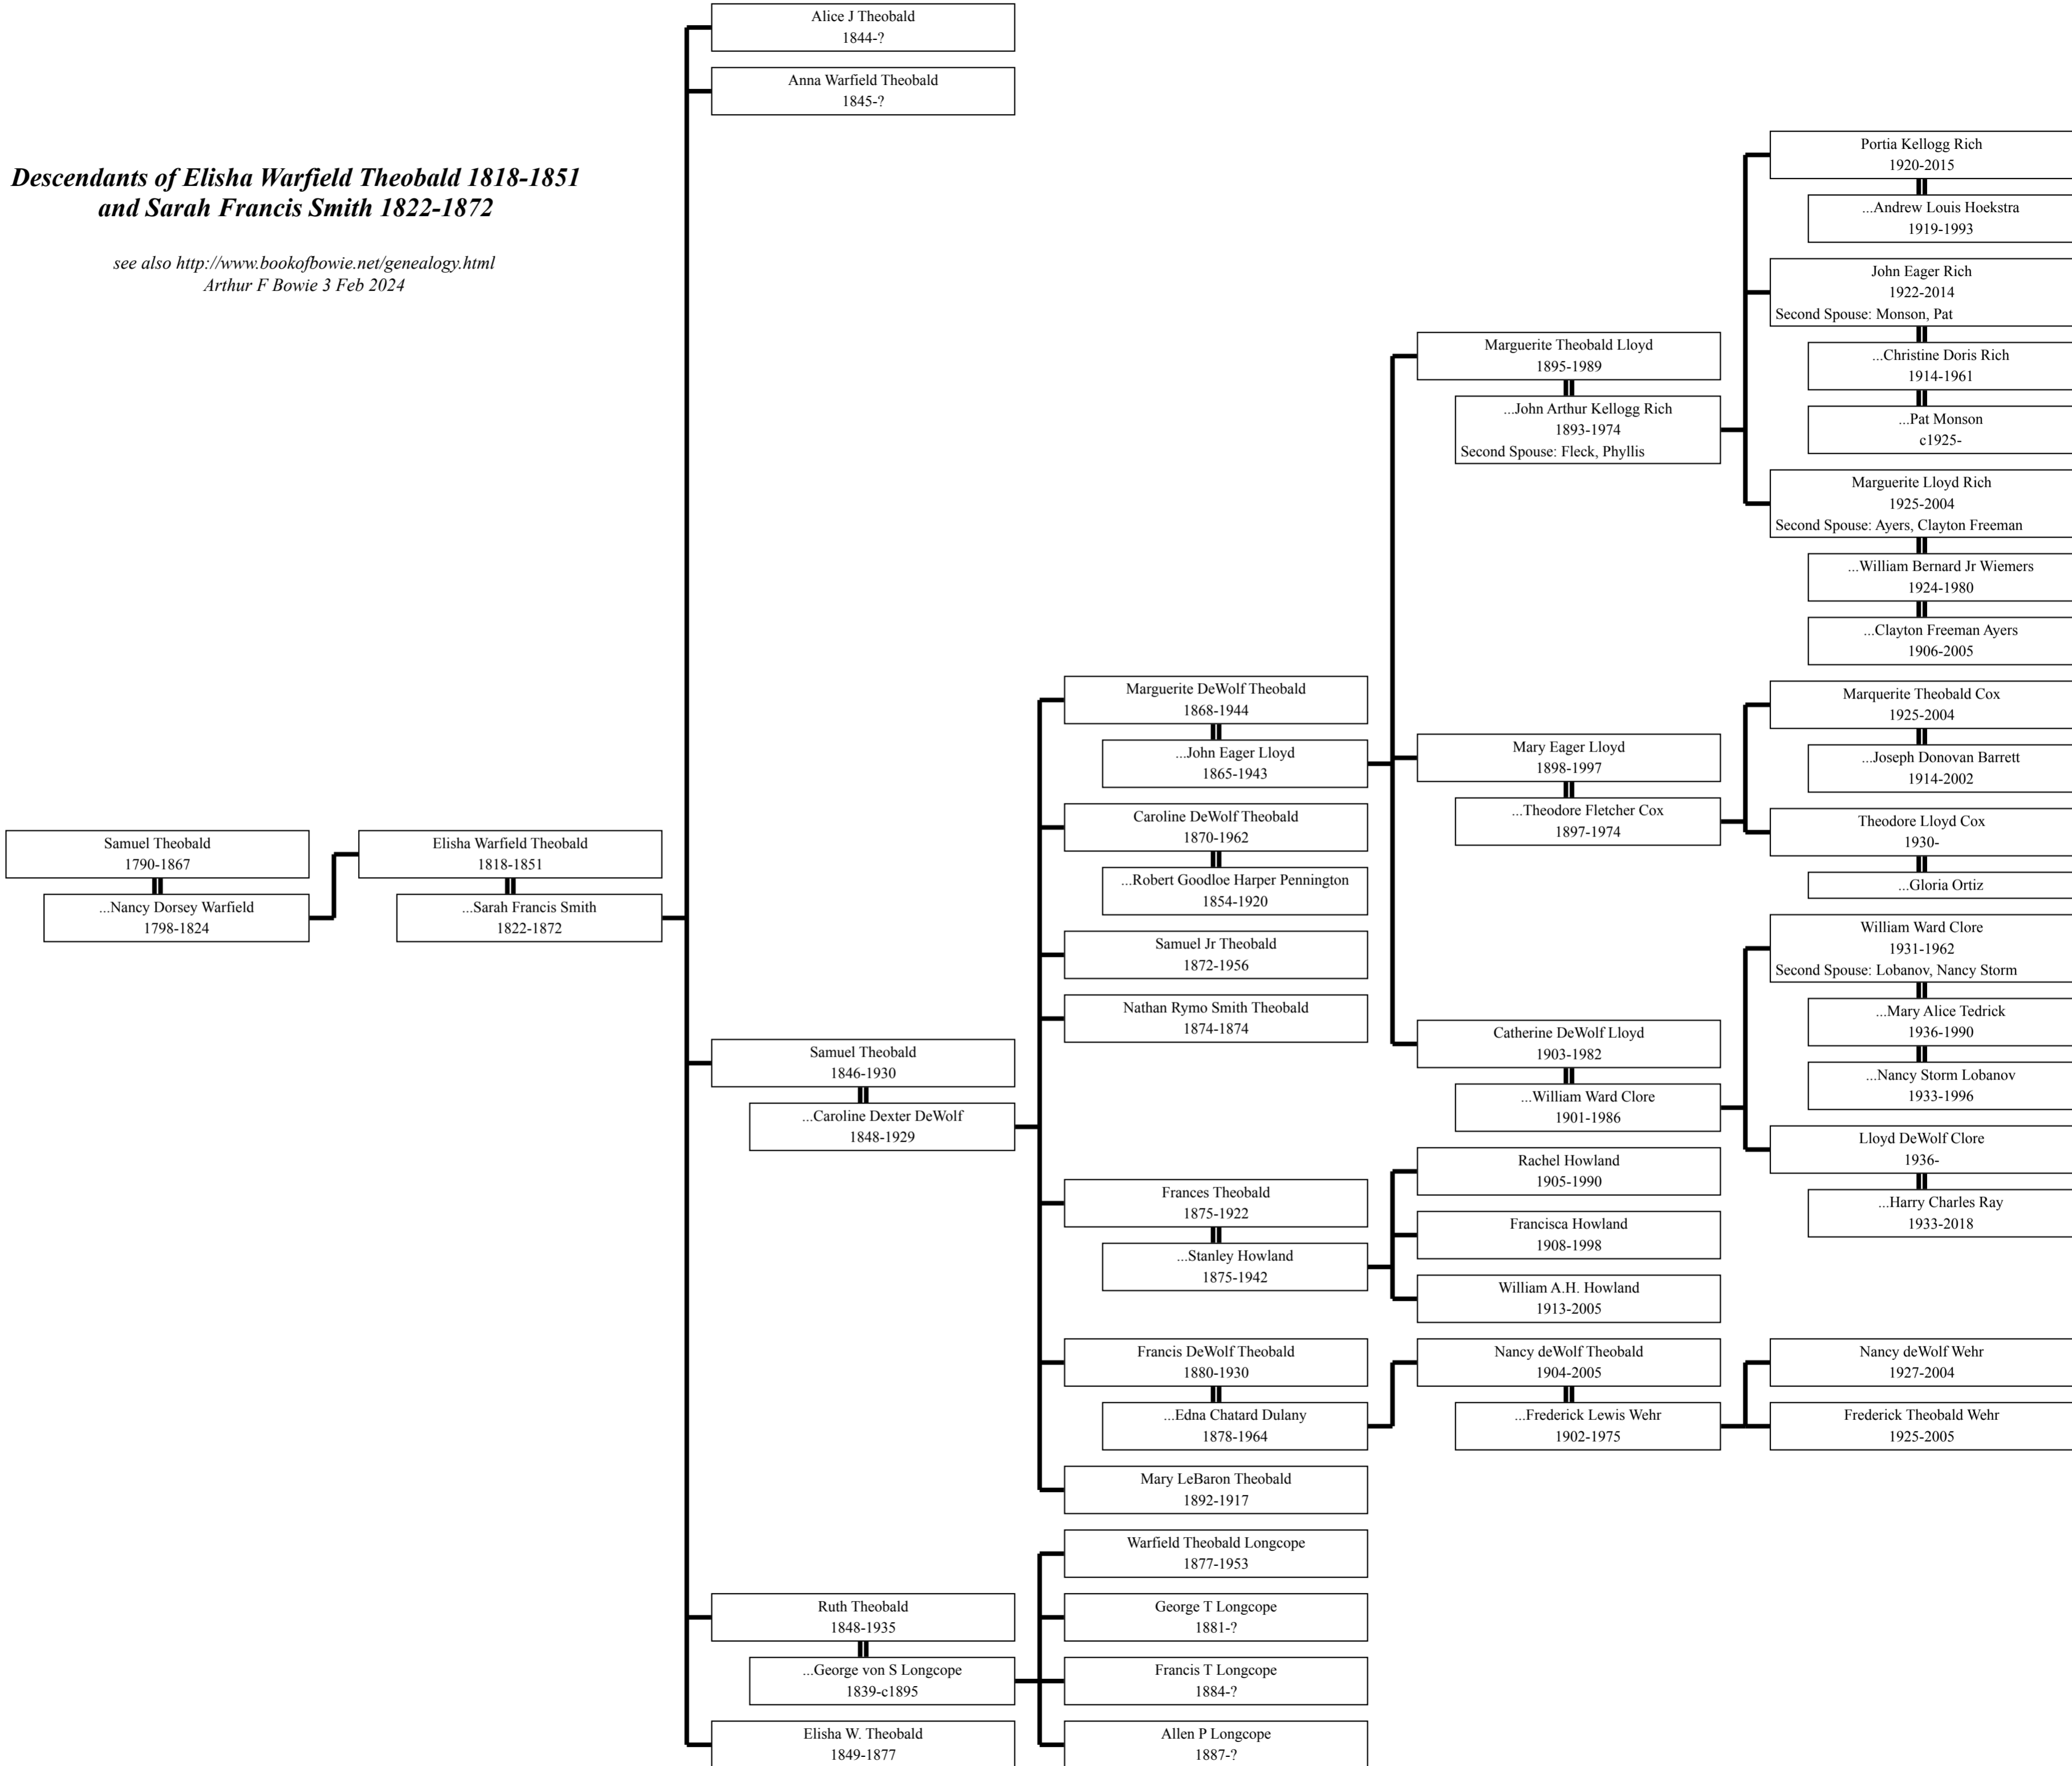 Descendants of Elisha Warfield Theobald 1818-1851
and Sarah Francis Smith 1822-1872
see also http://www.bookofbowie.net/genealogy.html
Arthur F Bowie 3 Feb 2024
Samuel Theobald
1790-1867
...Nancy Dorsey Warfield
1798-1824
Elisha Warfield Theobald
1818-1851
...Sarah Francis Smith
1822-1872
Alice J Theobald
1844-?
Anna Warfield Theobald
1845-?
Samuel Theobald
1846-1930
...Caroline Dexter DeWolf
1848-1929
Ruth Theobald
1848-1935
...George von S Longcope
1839-c1895
Elisha W. Theobald
1849-1877
Marguerite DeWolf Theobald
1868-1944
...John Eager Lloyd
1865-1943
Caroline DeWolf Theobald
1870-1962
...Robert Goodloe Harper Pennington
1854-1920
Samuel Jr Theobald
1872-1956
Nathan Rymo Smith Theobald
1874-1874
Frances Theobald
1875-1922
...Stanley Howland
1875-1942
Francis DeWolf Theobald
1880-1930
...Edna Chatard Dulany
1878-1964
Mary LeBaron Theobald
1892-1917
Warfield Theobald Longcope
1877-1953
George T Longcope
1881-?
Francis T Longcope
1884-?
Allen P Longcope
1887-?
Marguerite Theobald Lloyd
1895-1989
...John Arthur Kellogg Rich
1893-1974
Second Spouse: Fleck, Phyllis
Mary Eager Lloyd
1898-1997
...Theodore Fletcher Cox
1897-1974
Catherine DeWolf Lloyd
1903-1982
...William Ward Clore
1901-1986
Rachel Howland
1905-1990
Francisca Howland
1908-1998
William A.H. Howland
1913-2005
Nancy deWolf Theobald
1904-2005
...Frederick Lewis Wehr
1902-1975
Portia Kellogg Rich
1920-2015
...Andrew Louis Hoekstra
1919-1993
John Eager Rich
1922-2014
Second Spouse: Monson, Pat
...Christine Doris Rich
1914-1961
...Pat Monson
c1925-
Marguerite Lloyd Rich
1925-2004
Second Spouse: Ayers, Clayton Freeman
...William Bernard Jr Wiemers
1924-1980
...Clayton Freeman Ayers
1906-2005
Marquerite Theobald Cox
1925-2004
...Joseph Donovan Barrett
1914-2002
Theodore Lloyd Cox
1930-
...Gloria Ortiz
William Ward Clore
1931-1962
Second Spouse: Lobanov, Nancy Storm
...Mary Alice Tedrick
1936-1990
...Nancy Storm Lobanov
1933-1996
Lloyd DeWolf Clore
1936-
...Harry Charles Ray
1933-2018
Nancy deWolf Wehr
1927-2004
Frederick Theobald Wehr
1925-2005